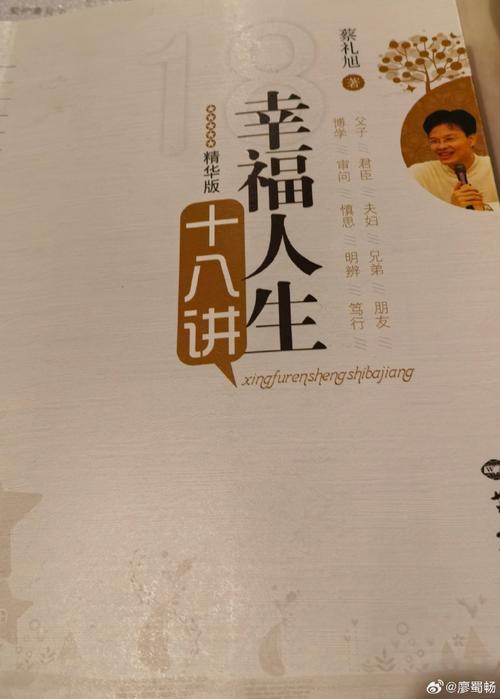 18
蔡礼旭 著
幸福人生
十八讲
精华版
父子 君臣 夫妇 兄弟 朋友
博学 审问 慎思 明辨 笃行
xingfurenshengshibajiang
@廖蜀畅